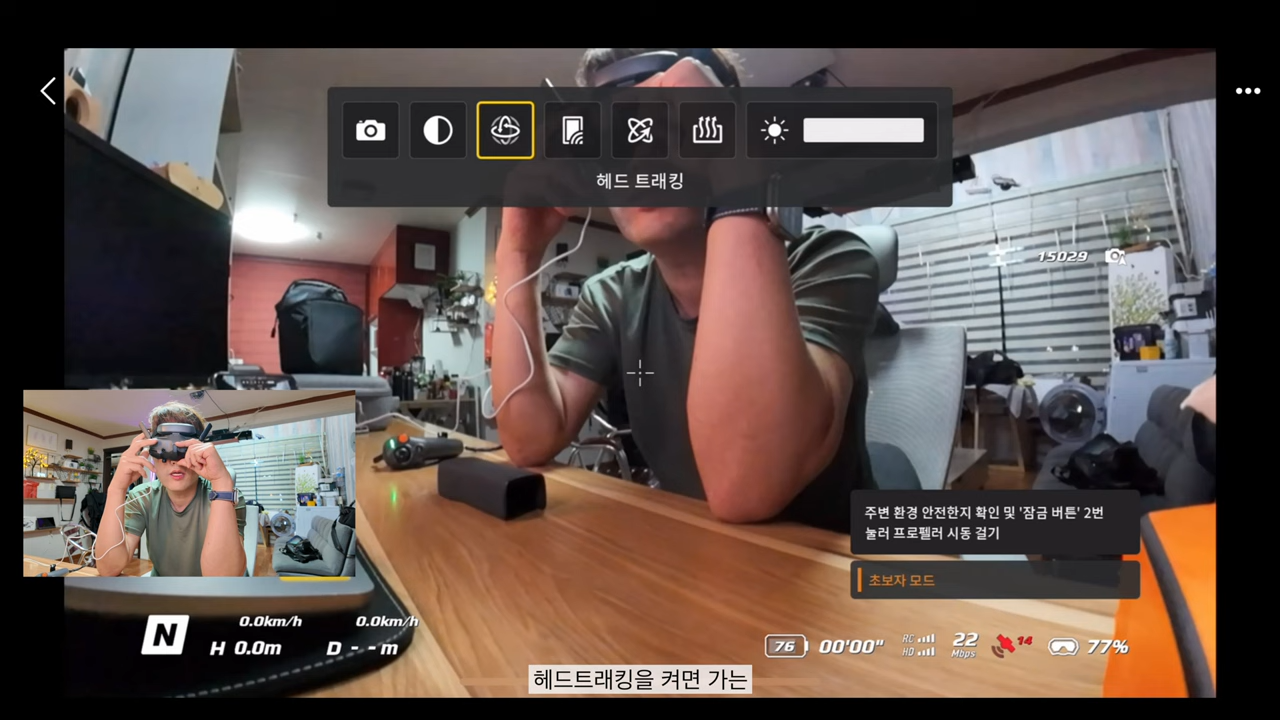 헤드 트래킹
15029
주변 환경 안전한지 확인 및 '잠금 버튼' 2번
눌러 프로펠러 시동 걸기
초보자 모드
N
0.0km/h
0.0km/h
H 0.0m
D - - m
76
00'00"
RC
HD
22
Mbps
14
77%
헤드트래킹을 켜면 가는